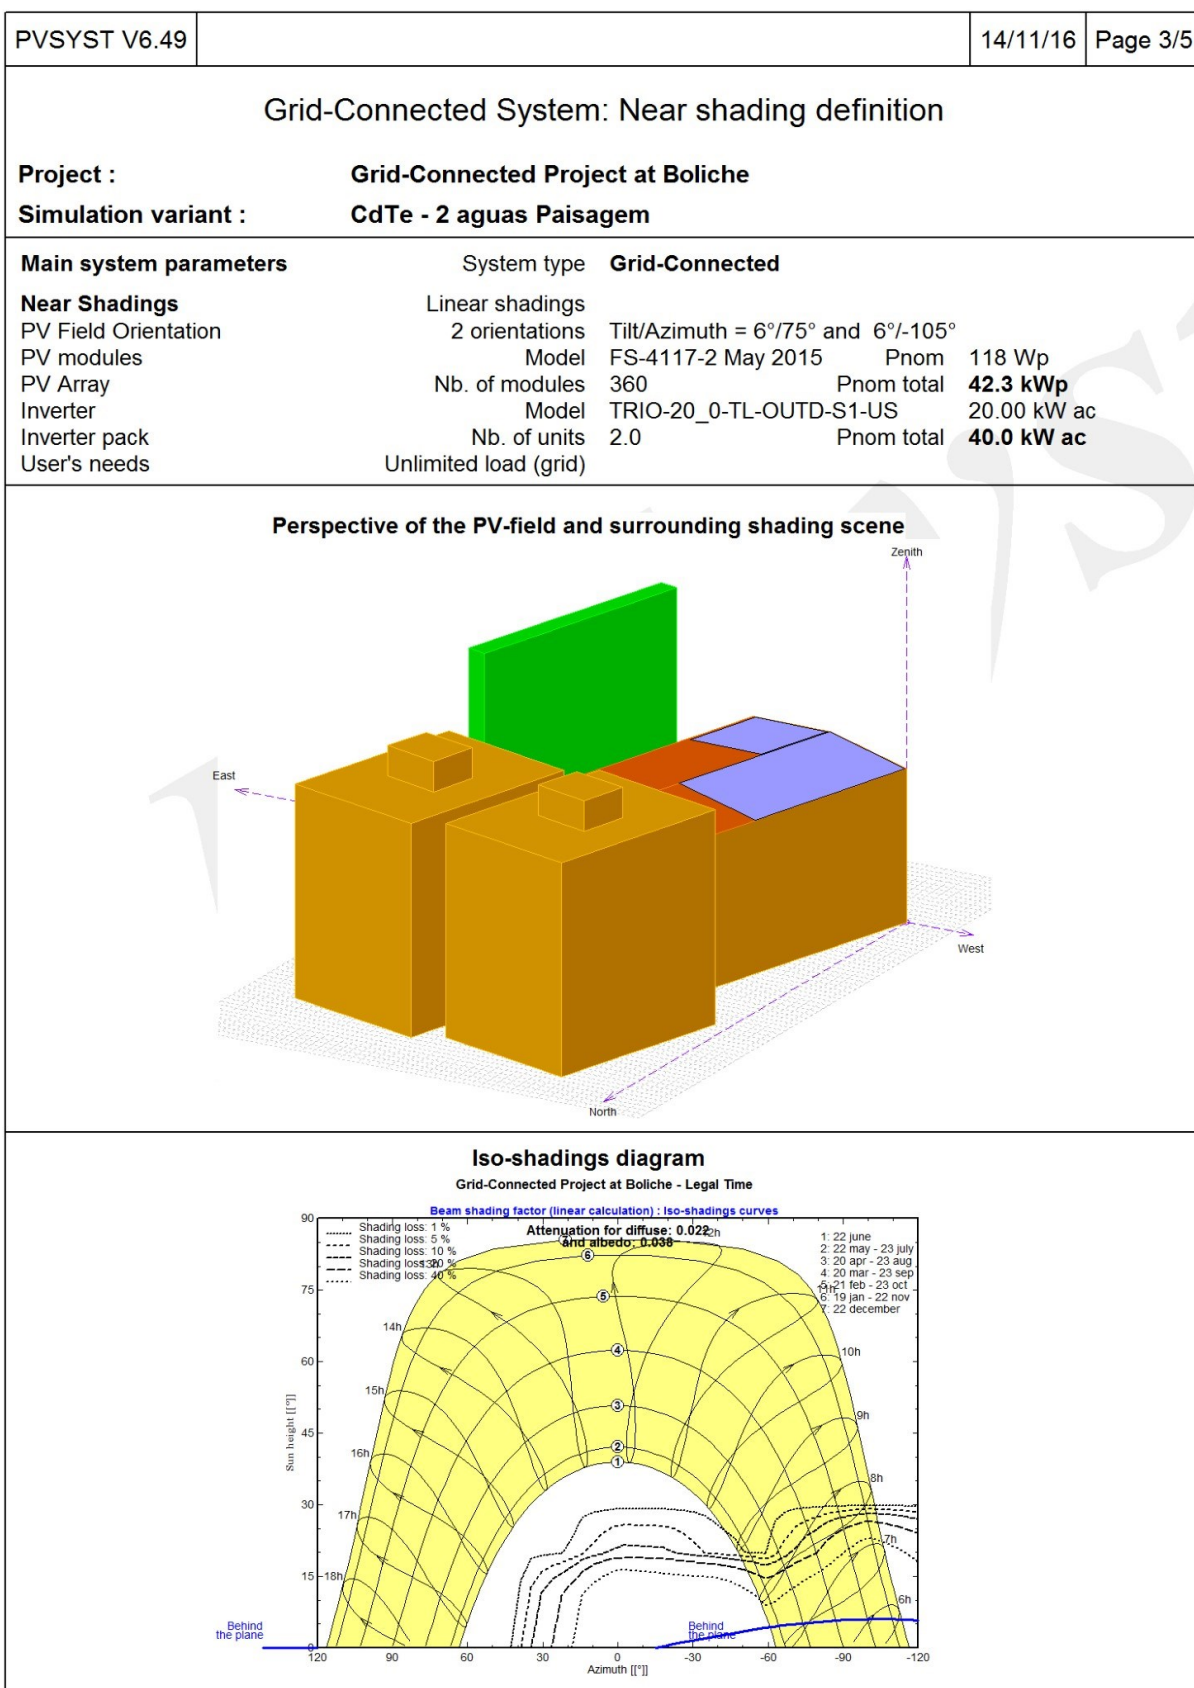 PVSYST V6.49 14/11/16 Page 3/5
Grid-Connected System: Near shading definition
Project : Grid-Connected Project at Boliche
Simulation variant : CdTe - 2 aguas Paisagem
Main system parameters System type Grid-Connected
Near Shadings Linear shadings
PV Field Orientation 2 orientations Tilt/Azimuth = 6°/75° and 6°/-105°
PV modules Model FS-4117-2 May 2015 Pnom 118 Wp
PV Array Nb. of modules 360 Pnom total 42.3 kWp
Inverter Model TRIO-20_0-TL-OUTD-S1-US 20.00 kW ac
Inverter pack Nb. of units 2.0 Pnom total 40.0 kW ac
User's needs Unlimited load (grid)
Perspective of the PV-field and surrounding shading scene
Zenith
East
West
North
Iso-shadings diagram
Grid-Connected Project at Boliche - Legal Time
Beam shading factor (linear calculation) : Iso-shadings curves
Shading loss: 1 %
Shading loss: 5 %
Shading loss: 10 %
Shading loss: 20 %
Shading loss: 40 %
Attenuation for diffuse: 0.022
and albedo: 0.038
1: 22 june
2: 22 may - 23 july
3: 20 apr - 23 aug
4: 20 mar - 23 sep
5: 21 feb - 23 oct
6: 19 jan - 22 nov
7: 22 december
90
75
60
45
30
15
0
Sun height [[°]]
7
6
5
4
3
2
1
13h
14h
15h
16h
17h
18h
12h
11h
10h
9h
8h
7h
6h
Behind
the plane
Behind
the plane
120 90 60 30 0 -30 -60 -90 -120
Azimuth [[°]]